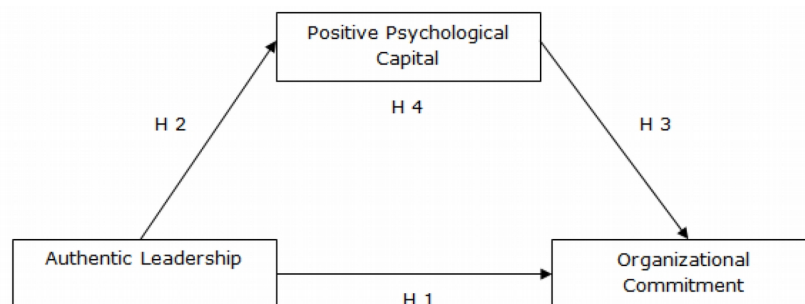 Positive Psychological
Capital
H 4
H 2
H 3
Authentic Leadership
Organizational
Commitment
H 1